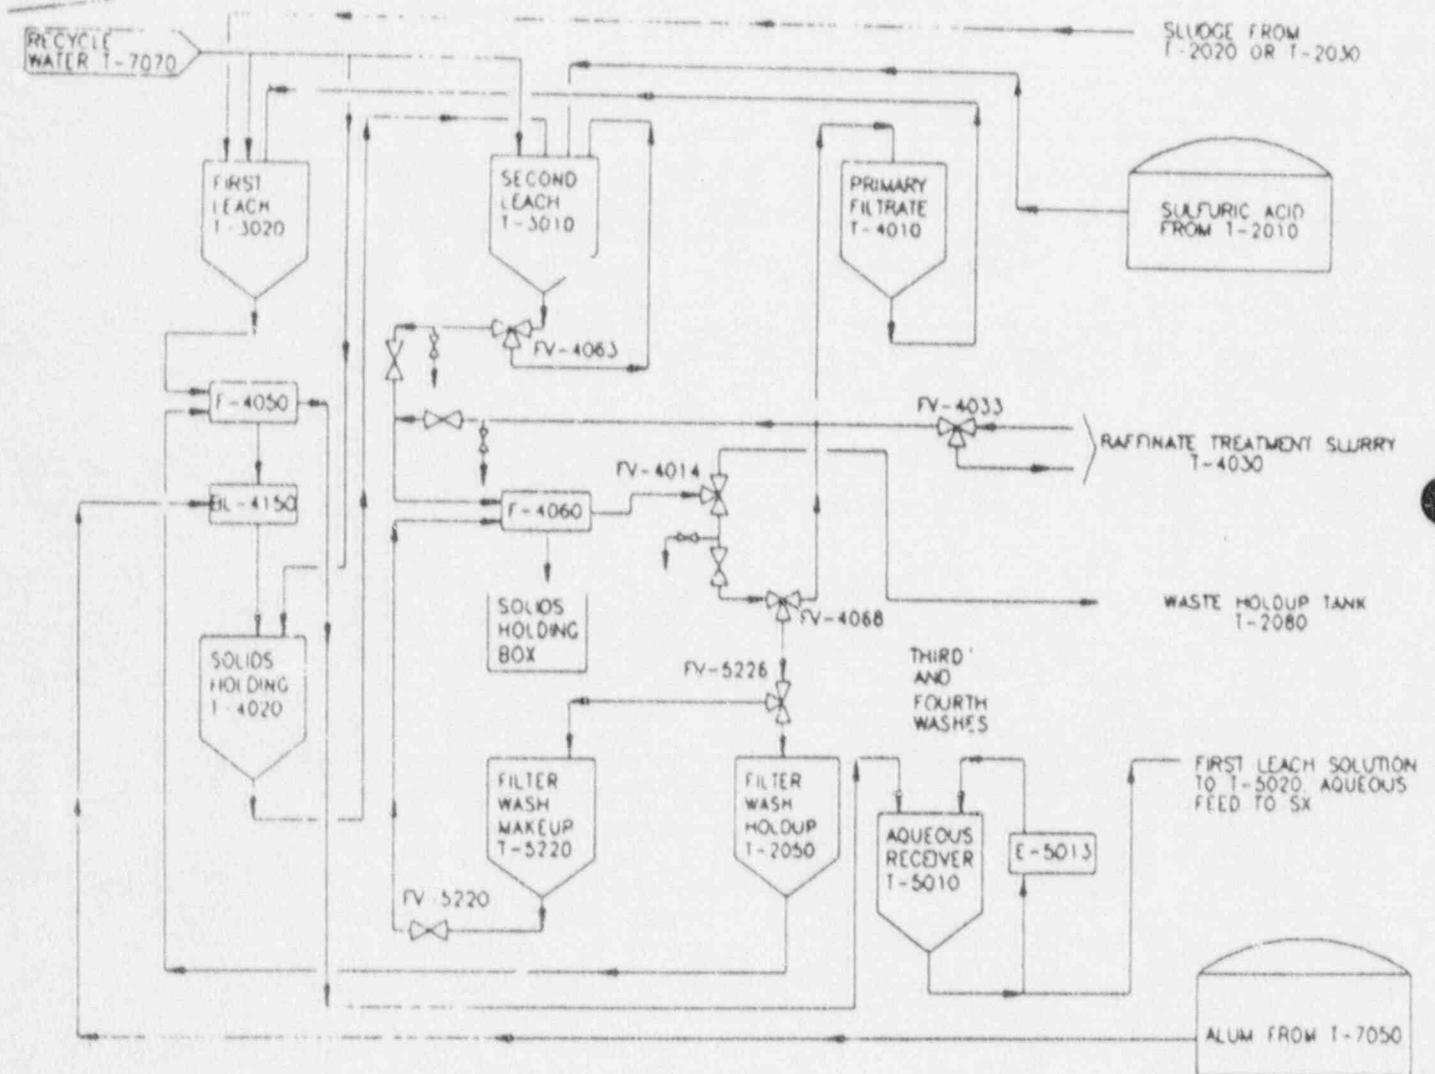 RECYCLE
WATER T-7070
SLUDGE FROM
T-2020 OR T-2030
FIRST
LEACH
T-3020
SECOND
LEACH
T-3010
PRIMARY
FILTRATE
T-4010
SULFURIC ACID
FROM T-2010
FV-4063
F-4050
FV-4033
RAFFINATE TREATMENT SLURRY
T-4030
FV-4014
BL-4150
F-4060
SOLIDS
HOLDING
BOX
FV-4068
WASTE HOLDUP TANK
T-2080
SOLIDS
HOLDING
T-4020
FV-5226
THIRD
AND
FOURTH
WASHES
FILTER
WASH
MAKEUP
T-5220
FILTER
WASH
HOLDUP
T-2050
AQUEOUS
RECEIVER
T-5010
E-5013
FIRST LEACH SOLUTION
TO T-5020, AQUEOUS
FEED TO SX
FV-5220
ALUM FROM T-7050